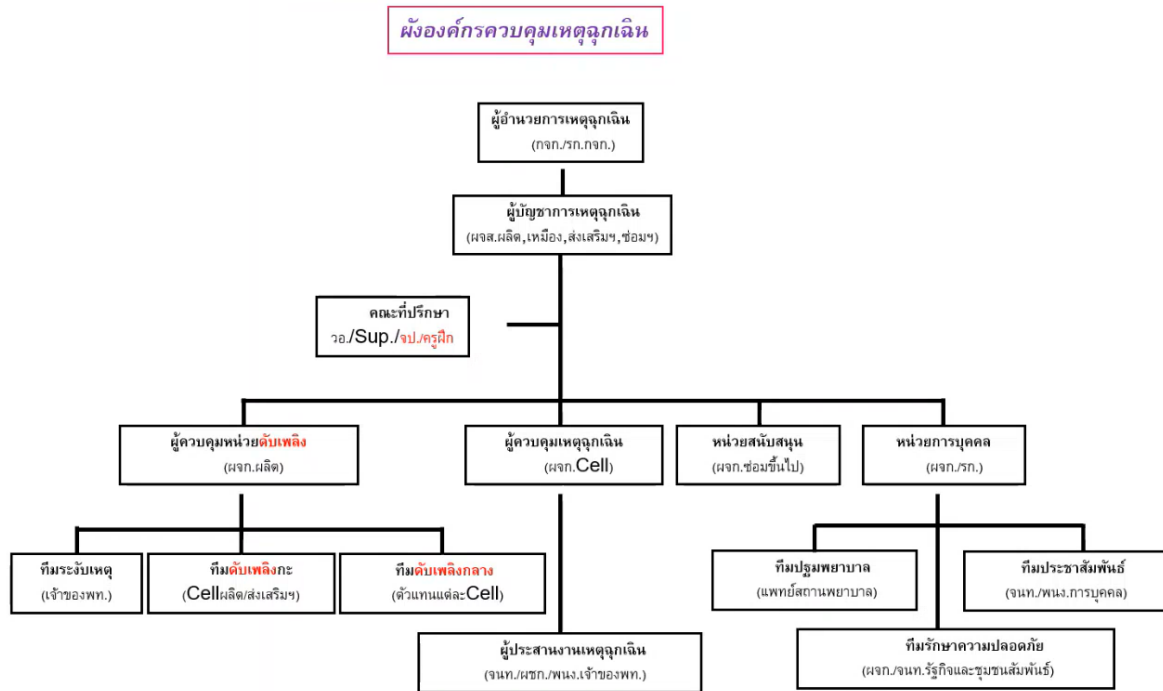 ผังองค์กรควบคุมเหตุฉุกเฉิน
ผู้อำนวยการเหตุฉุกเฉิน
(กจก./รก.กจก.)
ผู้บัญชาการเหตุฉุกเฉิน
(ผจส.ผลิต,เหมือง,ส่งเสริมฯ,ซ่อมฯ)
คณะที่ปรึกษา
วอ./Sup./จป./ครูฝึก
ผู้ควบคุมหน่วยดับเพลิง
(ผจก.ผลิต)
ผู้ควบคุมเหตุฉุกเฉิน
(ผจก.Cell)
หน่วยสนับสนุน
(ผจก.ซ่อมขึ้นไป)
หน่วยการบุคคล
(ผจก./รก.)
ทีมระงับเหตุ
(เจ้าของพท.)
ทีมดับเพลิงกะ
(Cellผลิต/ส่งเสริมฯ)
ทีมดับเพลิงกลาง
(ตัวแทนแต่ละCell)
ทีมปฐมพยาบาล
(แพทย์สถานพยาบาล)
ทีมประชาสัมพันธ์
(จนท./พนง.การบุคคล)
ผู้ประสานงานเหตุฉุกเฉิน
(จนท./ผชก./พนง.เจ้าของพท.)
ทีมรักษาความปลอดภัย
(ผจก./จนท.รัฐกิจและชุมชนสัมพันธ์)